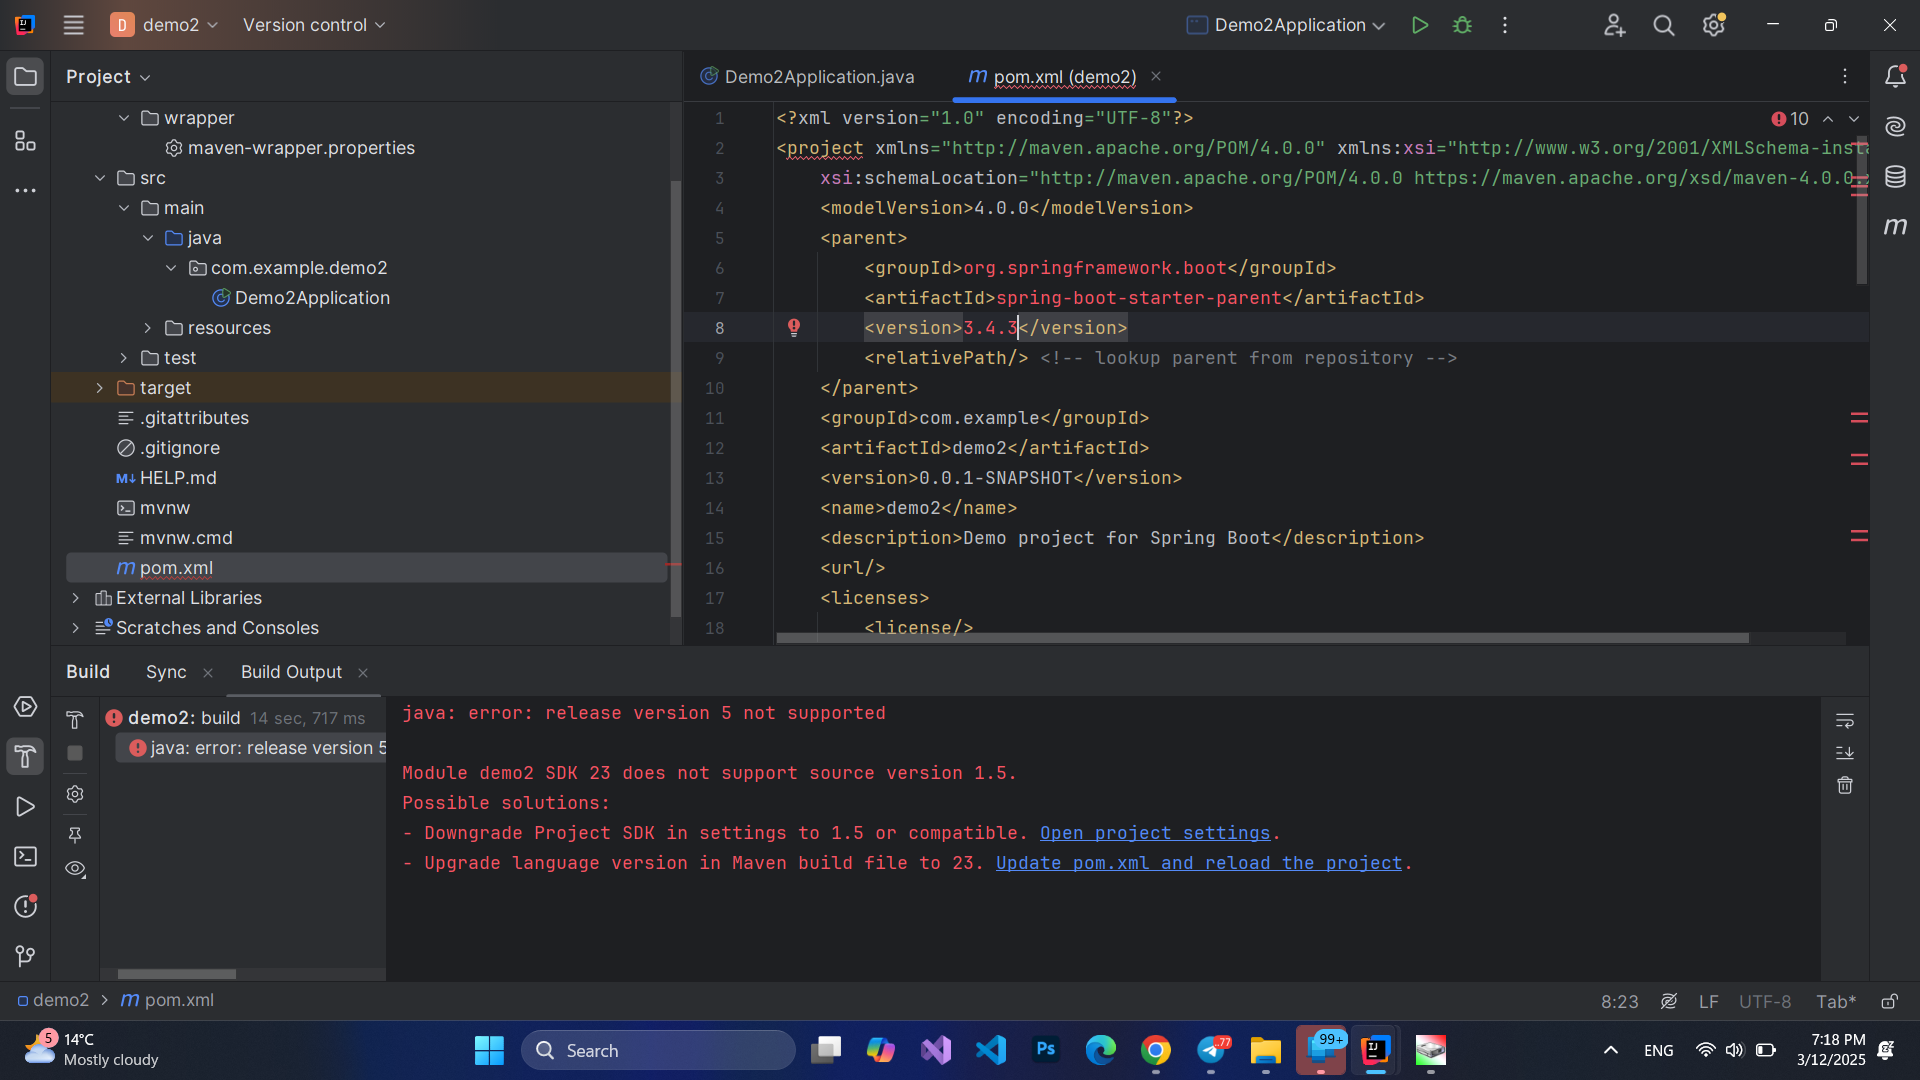 D demo2 Version control Demo2Application
Project
wrapper
maven-wrapper.properties
src
main
java
com.example.demo2
Demo2Application
resources
test
target
.gitattributes
.gitignore
M↓ HELP.md
mvnw
mvnw.cmd
m pom.xml
External Libraries
Scratches and Consoles
Demo2Application.java m pom.xml (demo2)
10
1 <?xml version="1.0" encoding="UTF-8"?>
2 <project xmlns="http://maven.apache.org/POM/4.0.0" xmlns:xsi="http://www.w3.org/2001/XMLSchema-insta
3 xsi:schemaLocation="http://maven.apache.org/POM/4.0.0 https://maven.apache.org/xsd/maven-4.0.0.x
4 <modelVersion>4.0.0</modelVersion>
5 <parent>
6 <groupId>org.springframework.boot</groupId>
7 <artifactId>spring-boot-starter-parent</artifactId>
8 <version>3.4.3</version>
9 <relativePath/> <!-- lookup parent from repository -->
10 </parent>
11 <groupId>com.example</groupId>
12 <artifactId>demo2</artifactId>
13 <version>0.0.1-SNAPSHOT</version>
14 <name>demo2</name>
15 <description>Demo project for Spring Boot</description>
16 <url/>
17 <licenses>
18 <license/>
m
Build Sync Build Output
demo2: build 14 sec, 717 ms
java: error: release version 5
java: error: release version 5 not supported
Module demo2 SDK 23 does not support source version 1.5.
Possible solutions:
- Downgrade Project SDK in settings to 1.5 or compatible. Open project settings.
- Upgrade language version in Maven build file to 23. Update pom.xml and reload the project.
demo2 > m pom.xml
8:23 LF UTF-8 Tab*
5 14°C
Mostly cloudy
Search
Ps
77
99+
IJ
ENG
7:18 PM
3/12/2025